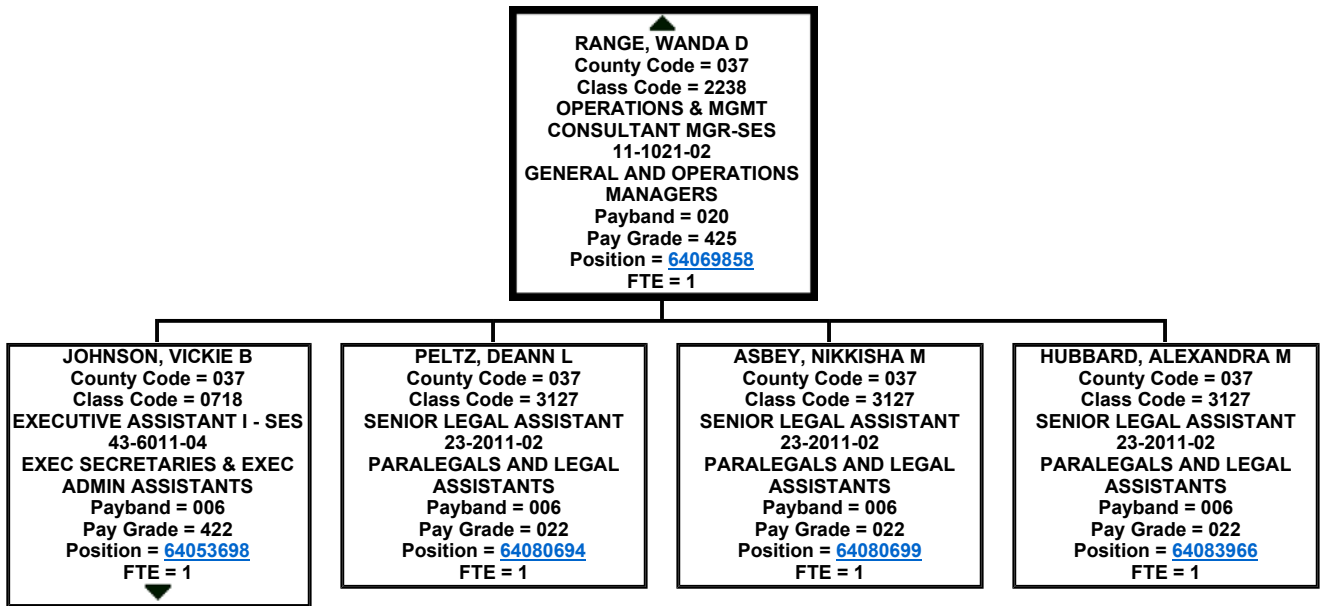 RANGE, WANDA D
County Code = 037
Class Code = 2238
OPERATIONS & MGMT
CONSULTANT MGR-SES
11-1021-02
GENERAL AND OPERATIONS
MANAGERS
Payband = 020
Pay Grade = 425
Position = 64069858
FTE = 1
JOHNSON, VICKIE B
County Code = 037
Class Code = 0718
EXECUTIVE ASSISTANT I - SES
43-6011-04
EXEC SECRETARIES & EXEC
ADMIN ASSISTANTS
Payband = 006
Pay Grade = 422
Position = 64053698
FTE = 1
PELTZ, DEANN L
County Code = 037
Class Code = 3127
SENIOR LEGAL ASSISTANT
23-2011-02
PARALEGALS AND LEGAL
ASSISTANTS
Payband = 006
Pay Grade = 022
Position = 64080694
FTE = 1
ASBEY, NIKKISHA M
County Code = 037
Class Code = 3127
SENIOR LEGAL ASSISTANT
23-2011-02
PARALEGALS AND LEGAL
ASSISTANTS
Payband = 006
Pay Grade = 022
Position = 64080699
FTE = 1
HUBBARD, ALEXANDRA M
County Code = 037
Class Code = 3127
SENIOR LEGAL ASSISTANT
23-2011-02
PARALEGALS AND LEGAL
ASSISTANTS
Payband = 006
Pay Grade = 022
Position = 64083966
FTE = 1